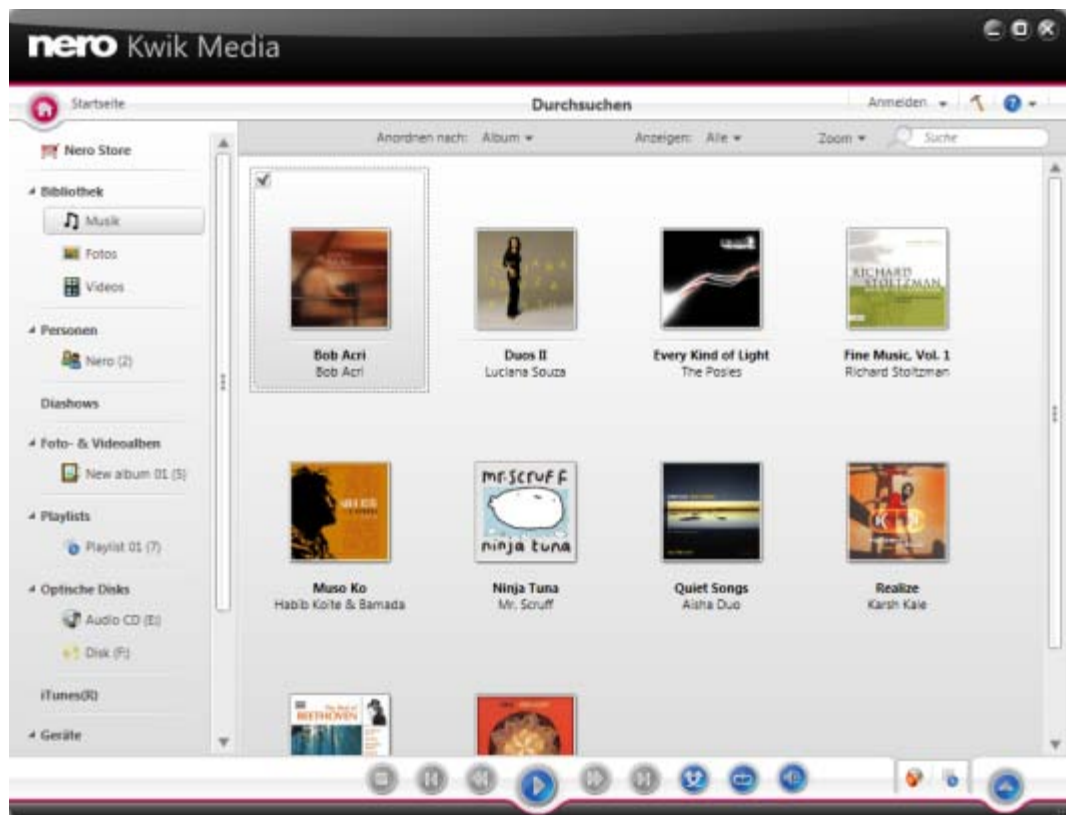 nero Kwik Media
Startseite
Durchsuchen
Anmelden
Anordnen nach: Album
Anzeigen: Alle
Zoom
Suche
Nero Store
Bibliothek
Musik
Fotos
Videos
Personen
Nero (2)
Diashows
Foto- & Videoalben
New album 01 (5)
Playlists
Playlist 01 (7)
Optische Disks
Audio CD (E:)
Disk (F:)
iTunes(R)
Geräte
Bob Acri
Bob Acri
Duos II
Luciana Souza
Every Kind of Light
The Posies
RICHARD
STOLTZMAN
Fine Music, Vol. 1
Richard Stoltzman
Muso Ko
Habib Koite & Bamada
mr.scruff
ninja tuna
Ninja Tuna
Mr. Scruff
Quiet Songs
Aisha Duo
Realize
Karsh Kale
The Best of
BEETHOVEN